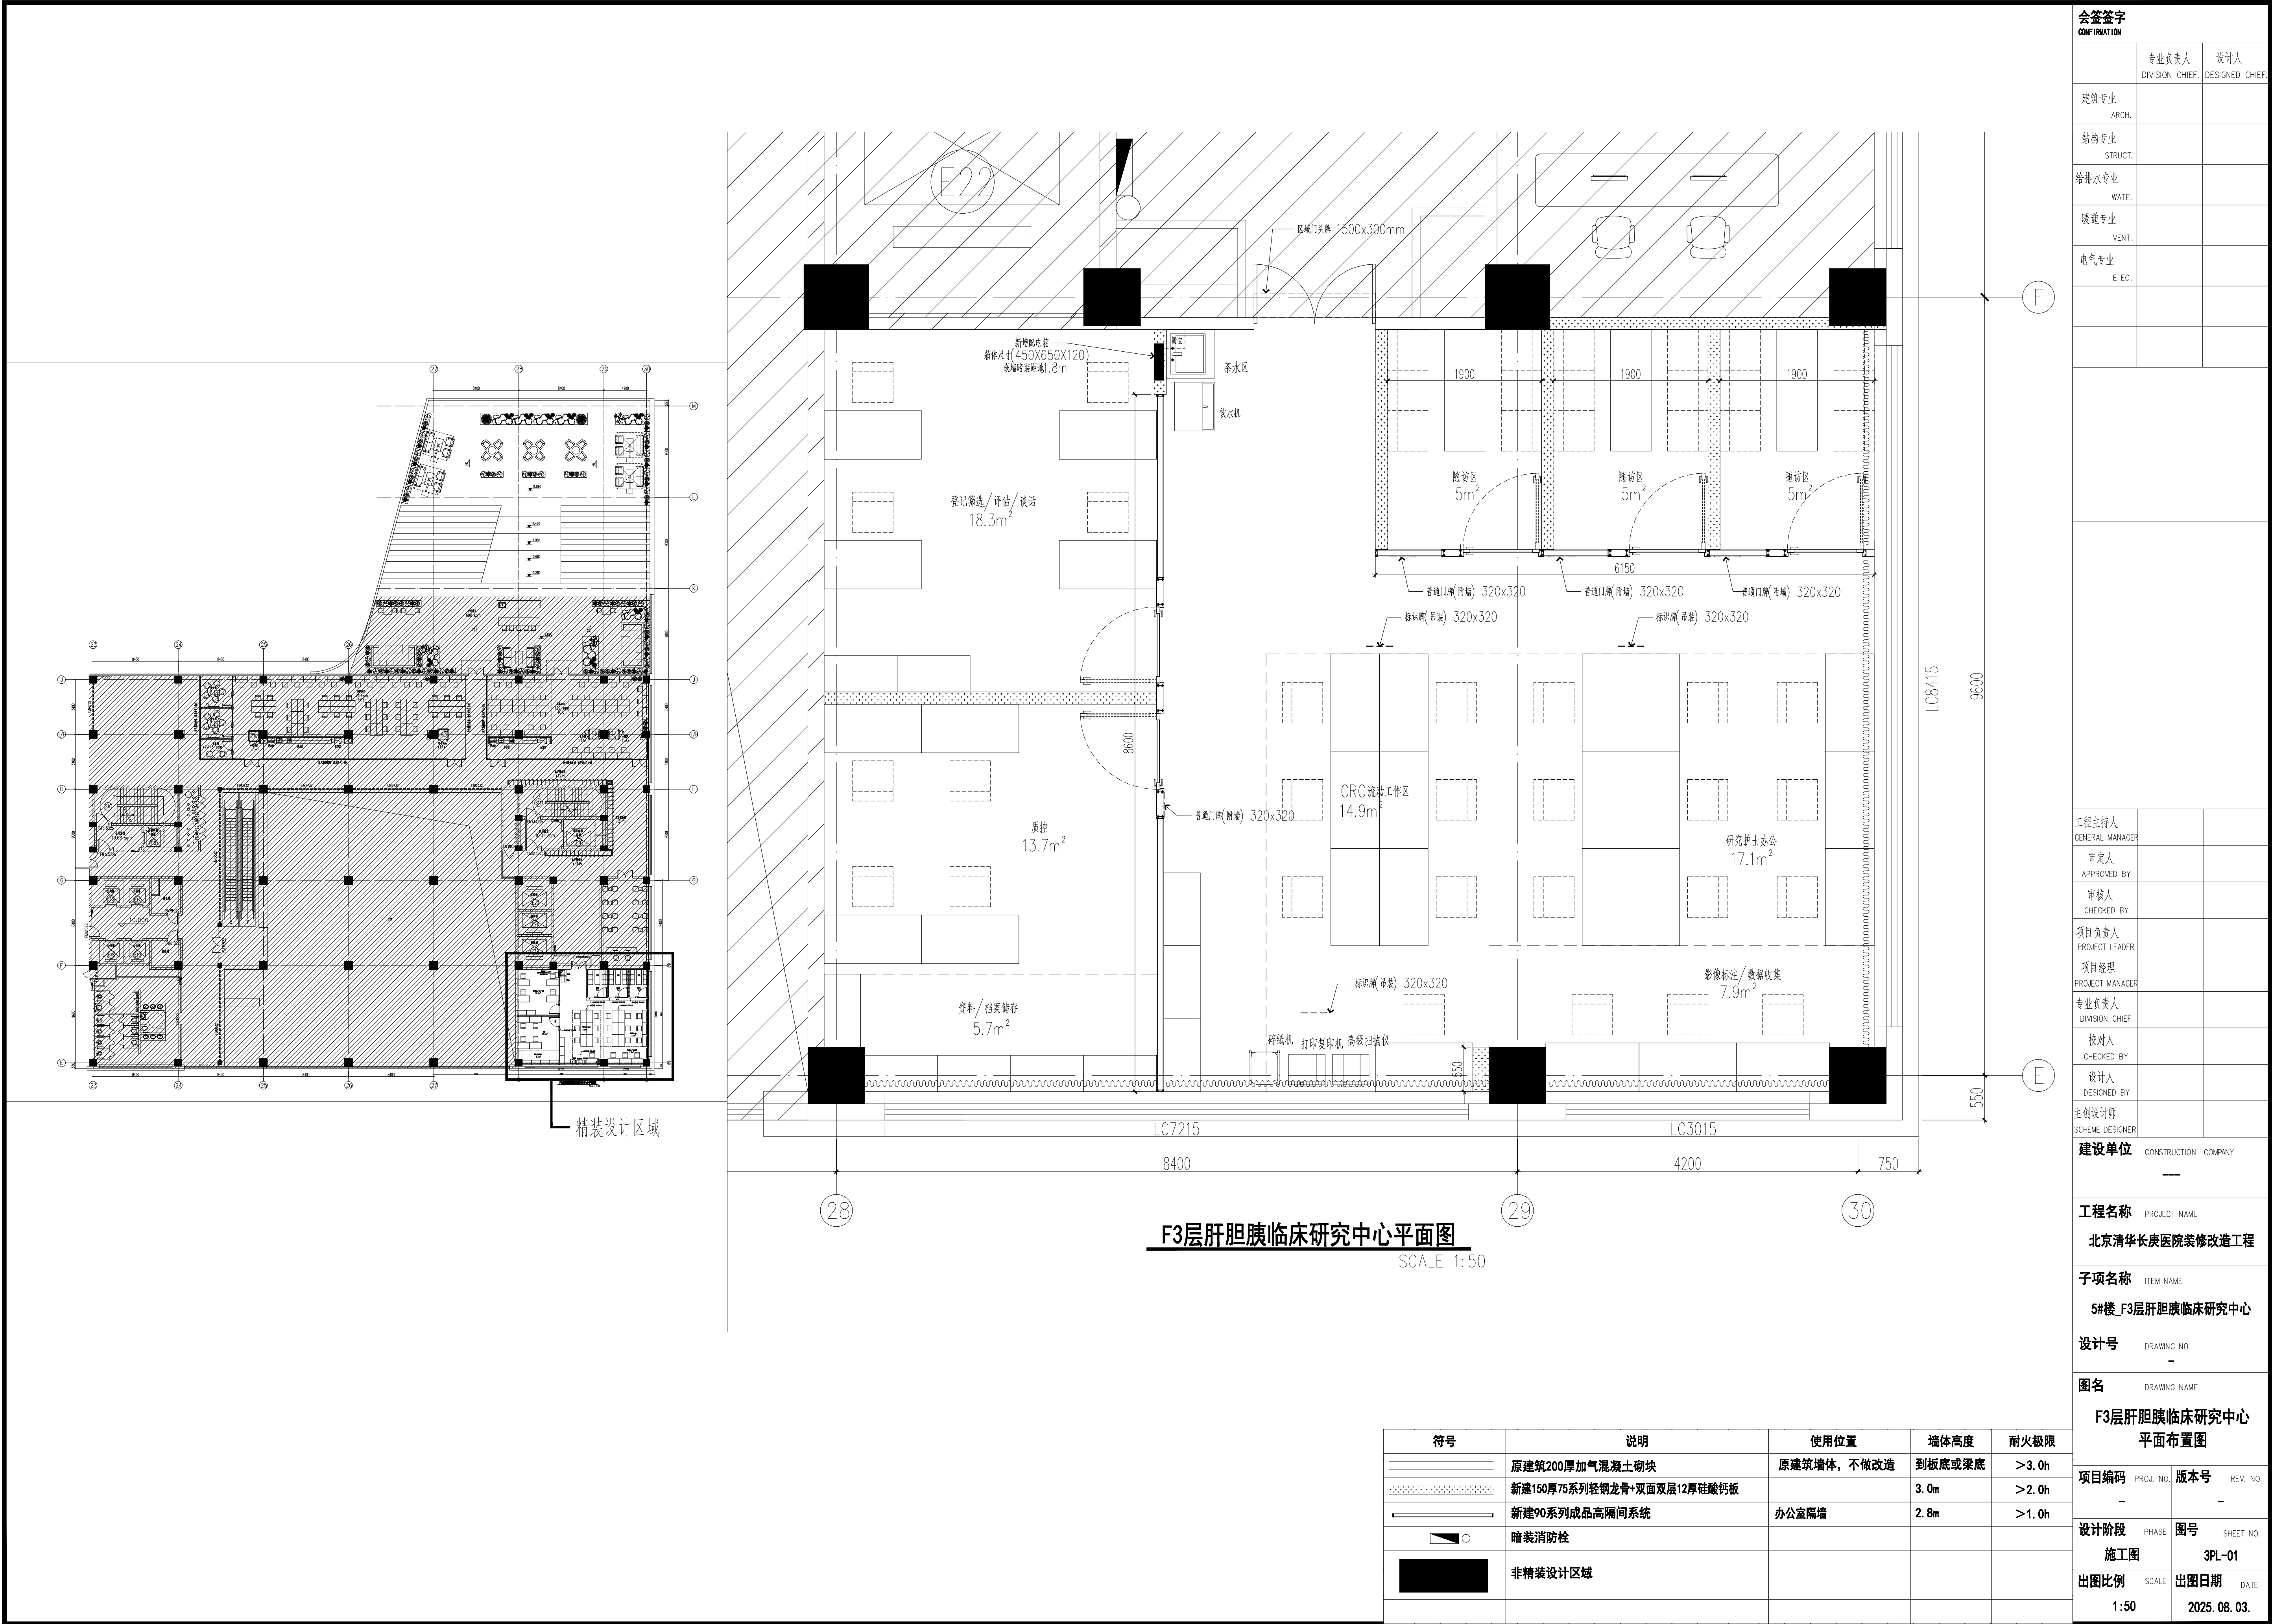 E22
区域门头牌 1500x300mm
新增配电箱
箱体尺寸(450X650X120)
嵌墙暗装距地1.8m
厨宝
茶水区
饮水机
1900
1900
1900
登记筛选/评估/谈话
18.3m²
随访区
5m²
随访区
5m²
随访区
5m²
6150
普通门牌(附墙) 320x320
普通门牌(附墙) 320x320
普通门牌(附墙) 320x320
标识牌(吊装) 320x320
标识牌(吊装) 320x320
8600
LC8415
9600
CRC流动工作区
14.9m²
普通门牌(附墙) 320x320
质控
13.7m²
研究护士办公
17.1m²
影像标注/数据收集
7.9m²
标识牌(吊装) 320x320
资料/档案储存
5.7m²
碎纸机
打印复印机
高级扫描仪
550
550
LC7215
LC3015
8400
4200
750
28
29
30
F
E
F3层肝胆胰临床研究中心平面图
SCALE 1:50
精装设计区域
27
28
29
30
8400
8400
4200
M
L
K
J
H
G
23
24
25
26
8400
8400
8400
J
H
G
F
E
10.000
23
24
25
26
27
8400
8400
8400
8400
符号 说明 使用位置 墙体高度 耐火极限
原建筑200厚加气混凝土砌块 原建筑墙体，不做改造 到板底或梁底 >3.0h
新建150厚75系列轻钢龙骨+双面双层12厚硅酸钙板 3.0m >2.0h
新建90系列成品高隔间系统 办公室隔墙 2.8m >1.0h
暗装消防栓
非精装设计区域
会签签字
CONFIRMATION
专业负责人 设计人
DIVISION CHIEF. DESIGNED CHIEF.
建筑专业
ARCH.
结构专业
STRUCT.
给排水专业
WATE.
暖通专业
VENT.
电气专业
E EC.
工程主持人
GENERAL MANAGER
审定人
APPROVED BY
审核人
CHECKED BY
项目负责人
PROJECT LEADER
项目经理
PROJECT MANAGER
专业负责人
DIVISION CHIEF
校对人
CHECKED BY
设计人
DESIGNED BY
主创设计师
SCHEME DESIGNER
建设单位 CONSTRUCTION COMPANY
---
工程名称 PROJECT NAME
北京清华长庚医院装修改造工程
子项名称 ITEM NAME
5#楼_F3层肝胆胰临床研究中心
设计号 DRAWING NO.
-
图名 DRAWING NAME
F3层肝胆胰临床研究中心
平面布置图
项目编码 PROJ. NO. 版本号 REV. NO.
- -
设计阶段 PHASE 图号 SHEET NO.
施工图 3PL-01
出图比例 SCALE 出图日期 DATE
1:50 2025.08.03.